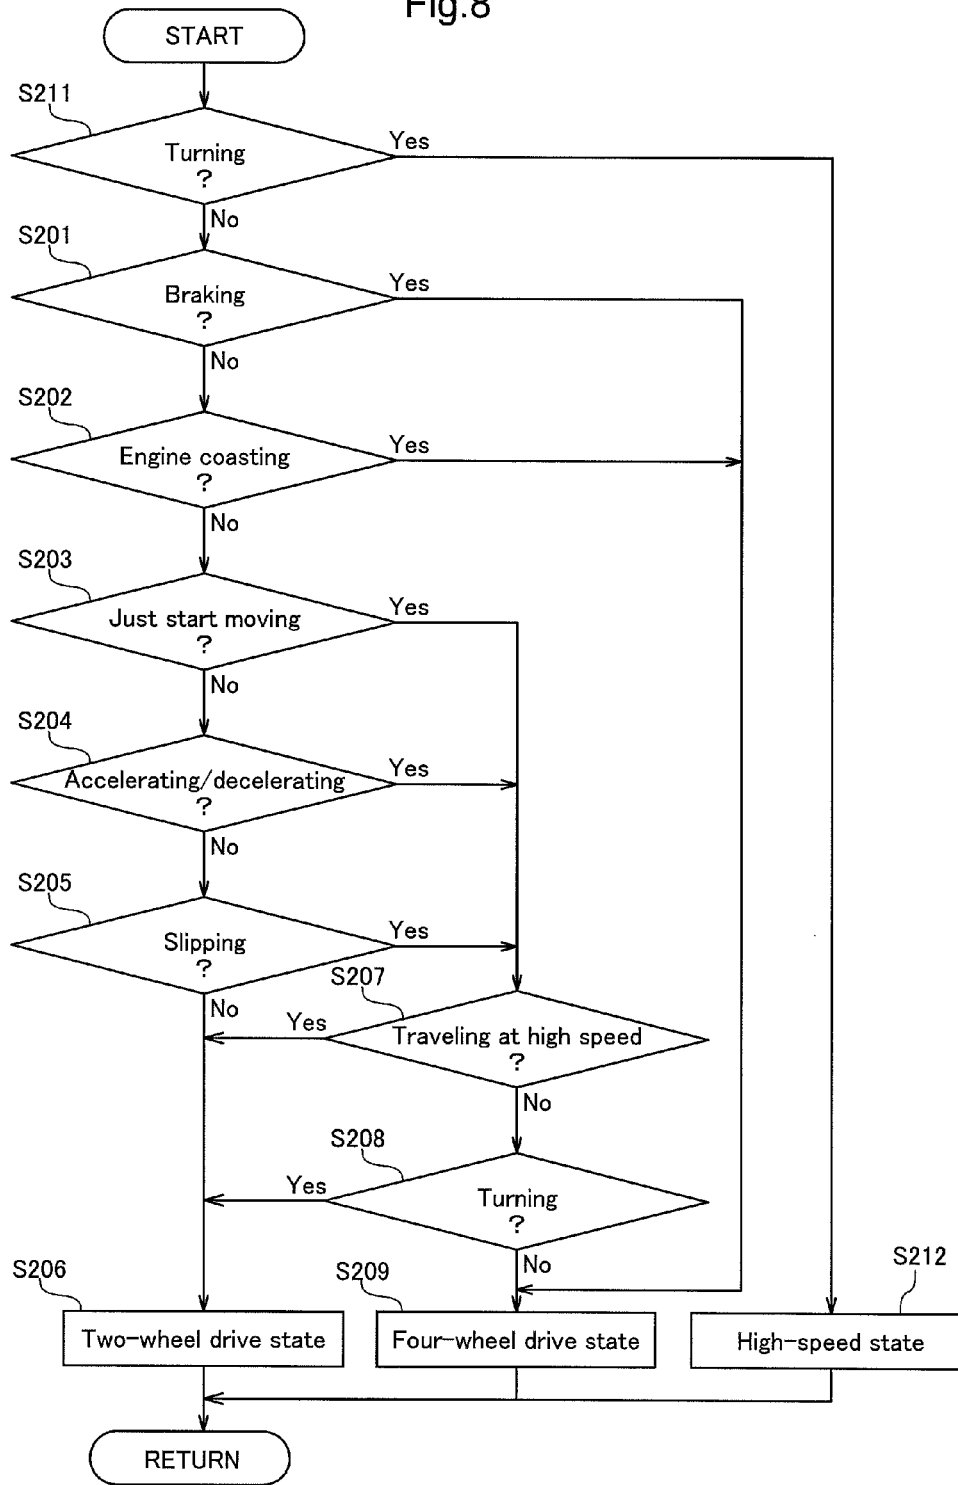 Fig.8
START
S211
Turning
?
Yes
No
S201
Braking
?
Yes
No
S202
Engine coasting
?
Yes
No
S203
Just start moving
?
Yes
No
S204
Accelerating/decelerating
?
Yes
No
S205
Slipping
?
Yes
No
S207
Traveling at high speed
?
Yes
No
S208
Turning
?
Yes
No
S206
Two-wheel drive state
S209
Four-wheel drive state
S212
High-speed state
RETURN